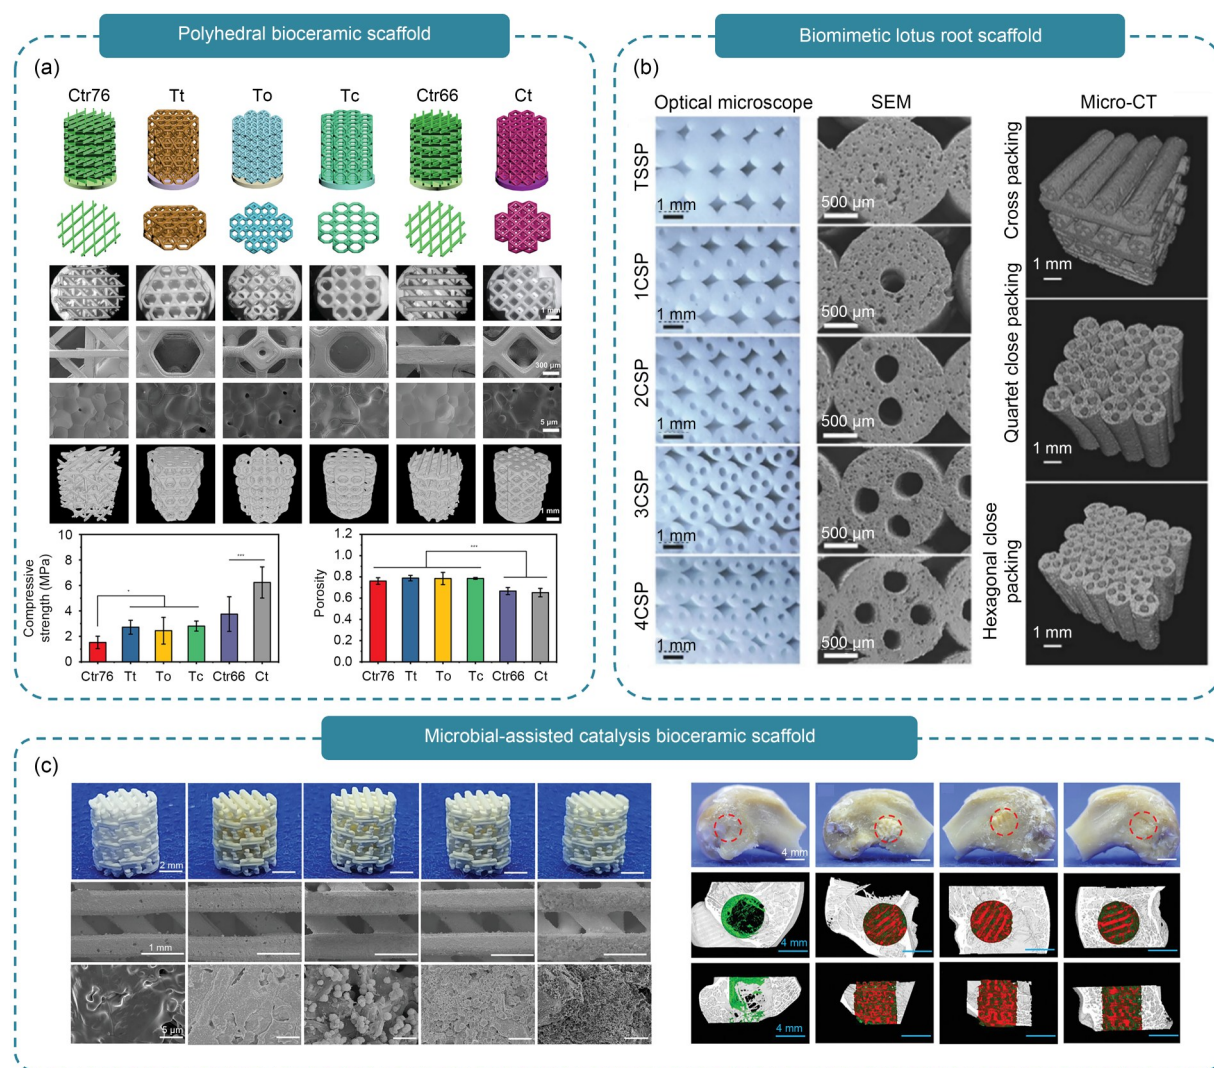 Polyhedral bioceramic scaffold
(a)
Ctr76 Tt To Tc Ctr66 Ct
1 mm
300 μm
5 μm
1 mm
Compressive
strength (MPa)
10
8
6
4
2
0
*
***
Ctr76 Tt To Tc Ctr66 Ct
Porosity
1.2
1.0
0.8
0.6
0.4
0.2
0.0
***
Ctr76 Tt To Tc Ctr66 Ct
Biomimetic lotus root scaffold
(b)
Optical microscope SEM Micro-CT
TSSP
1 mm
500 μm
1CSP
1 mm
500 μm
2CSP
1 mm
500 μm
3CSP
1 mm
500 μm
4CSP
1 mm
500 μm
Cross packing
1 mm
Quartet close packing
1 mm
Hexagonal close
packing
1 mm
Microbial-assisted catalysis bioceramic scaffold
(c)
2 mm
1 mm
5 μm
4 mm
4 mm
4 mm